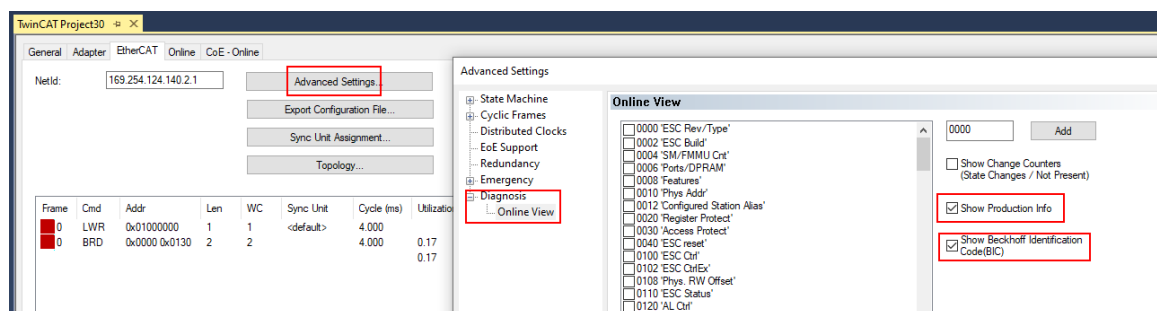 TwinCAT Project30
General Adapter EtherCAT Online CoE - Online
NetId: 169.254.124.140.2.1
Advanced Settings...
Export Configuration File...
Sync Unit Assignment...
Topology...
Frame Cmd Addr Len WC Sync Unit Cycle (ms) Utilizatio
0 LWR 0x01000000 1 1 <default> 4.000
0 BRD 0x0000 0x0130 2 2 4.000 0.17
0.17
Advanced Settings
State Machine
Cyclic Frames
Distributed Clocks
EoE Support
Redundancy
Emergency
Diagnosis
Online View
Online View
0000 'ESC Rev/Type'
0002 'ESC Build'
0004 'SM/FMMU Cnt'
0006 'Ports/DPRAM'
0008 'Features'
0010 'Phys Addr'
0012 'Configured Station Alias'
0020 'Register Protect'
0030 'Access Protect'
0040 'ESC reset'
0100 'ESC Ctrl'
0102 'ESC CtrlEx'
0108 'Phys. RW Offset'
0110 'ESC Status'
0120 'AL Ctrl'
0000 Add
Show Change Counters
(State Changes / Not Present)
Show Production Info
Show Beckhoff Identification
Code(BIC)